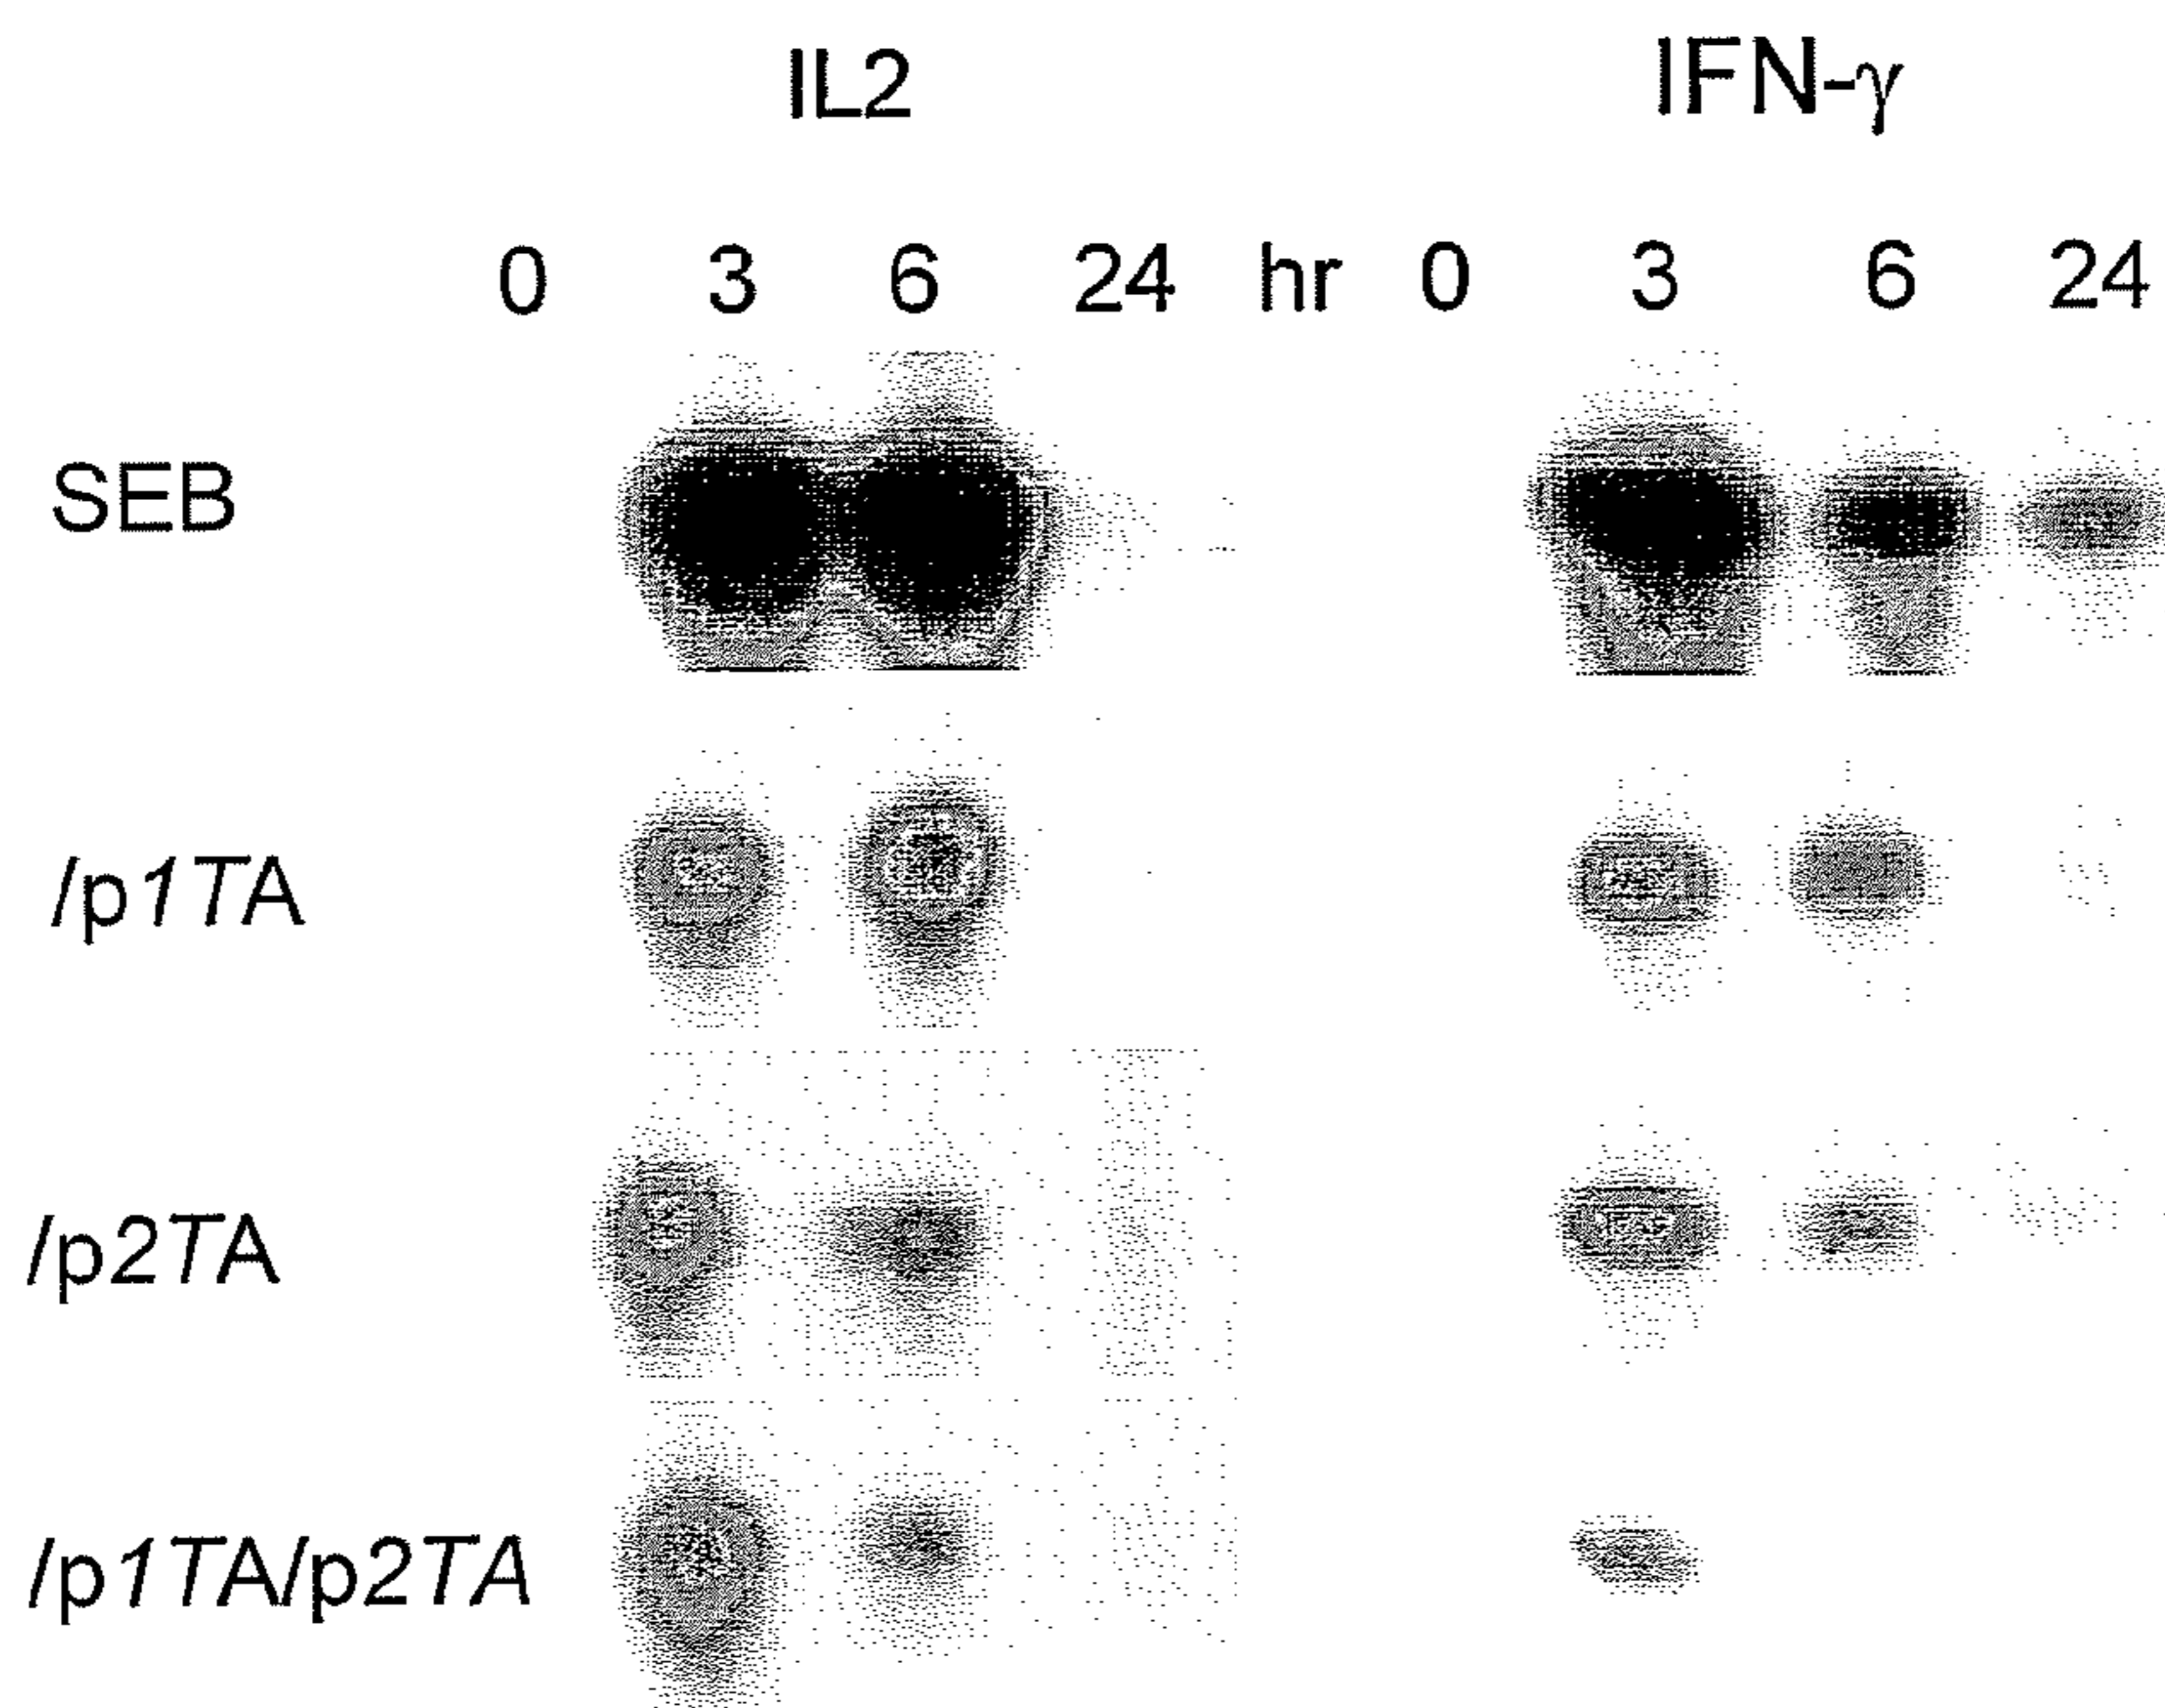 IL2 IFN-γ
0 3 6 24 hr 0 3 6 24
SEB
/p1TA
/p2TA
/p1TA/p2TA